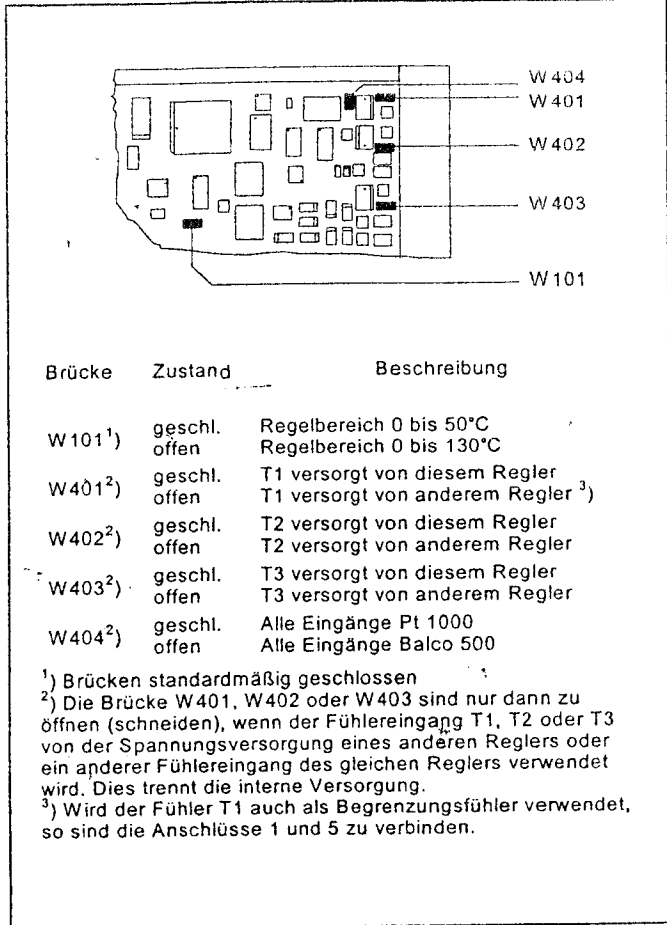 W404
W401
W402
W403
W101
Brücke Zustand Beschreibung
W101¹) geschl. Regelbereich 0 bis 50°C
offen Regelbereich 0 bis 130°C
W401²) geschl. T1 versorgt von diesem Regler
offen T1 versorgt von anderem Regler ³)
W402²) geschl. T2 versorgt von diesem Regler
offen T2 versorgt von anderem Regler
W403²) geschl. T3 versorgt von diesem Regler
offen T3 versorgt von anderem Regler
W404²) geschl. Alle Eingänge Pt 1000
offen Alle Eingänge Balco 500
¹) Brücken standardmäßig geschlossen
²) Die Brücke W401, W402 oder W403 sind nur dann zu
öffnen (schneiden), wenn der Fühlereingang T1, T2 oder T3
von der Spannungsversorgung eines anderen Reglers oder
ein anderer Fühlereingang des gleichen Reglers verwendet
wird. Dies trennt die interne Versorgung.
³) Wird der Fühler T1 auch als Begrenzungsfühler verwendet,
so sind die Anschlüsse 1 und 5 zu verbinden.